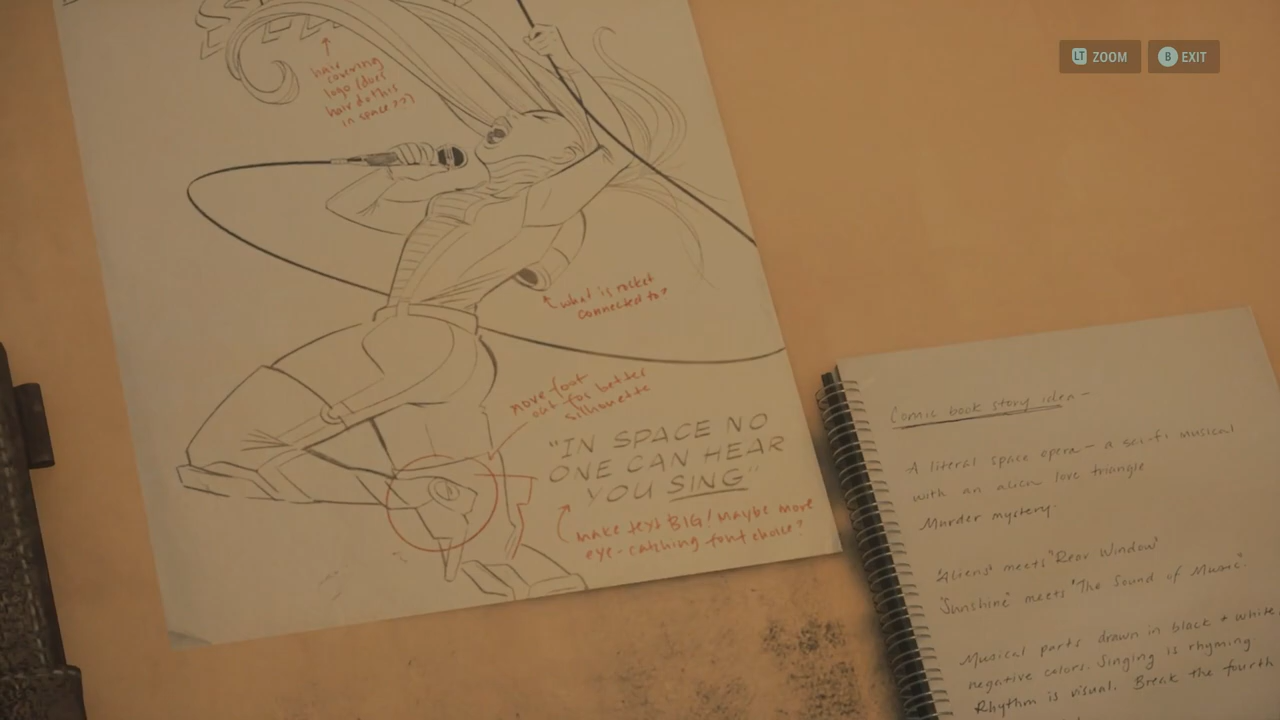 LT ZOOM
B EXIT
hair
covering
logo (does
hair do this
in space??)
what is rocket
connected to?
move foot
out for better
silhouette
"IN SPACE NO
ONE CAN HEAR
YOU SING"
make text BIG! Maybe more
eye-catching font choice?
Comic book story idea -
A literal space opera - a sci-fi musical
with an alien love triangle
Murder mystery.
"Aliens" meets "Rear Window"
"Sunshine" meets "The Sound of Music".
Musical parts drawn in black + white,
negative colors. Singing is rhyming
Rhythm is visual. Break the fourth